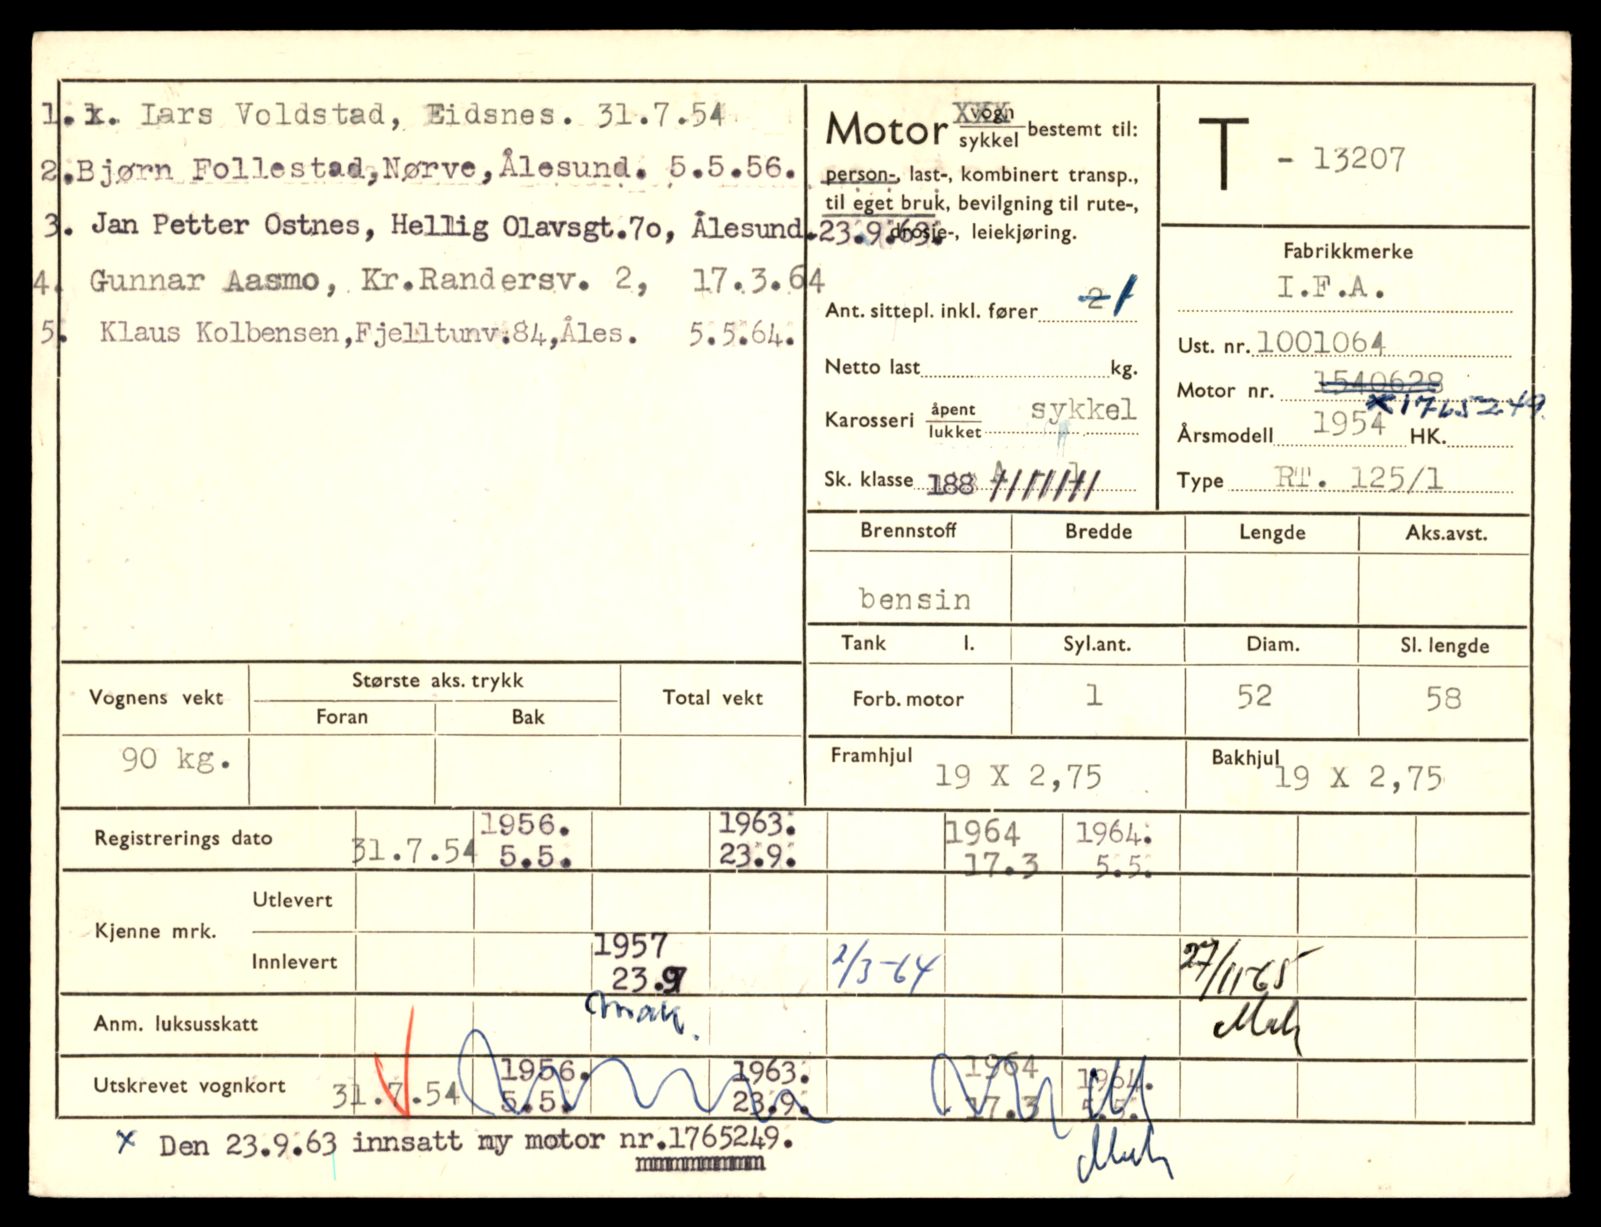 1. x. Lars Voldstad, Eidsnes. 31.7.54
2. Bjørn Follestad, Nørve, Ålesund. 5.5.56.
3. Jan Petter Ostnes, Hellig Olavsgt.7o, Ålesund. 23.9.63.
4. Gunnar Aasmo, Kr.Randersv. 2, 17.3.64
5. Klaus Kolbensen, Fjelltunv.84, Åles. 5.5.64.
Motor vogn sykkel bestemt til:
person-, last-, kombinert transp.,
til eget bruk, bevilgning til rute-,
drosje-, leiekjøring.
Ant. sittepl. inkl. fører 2 1
Netto last kg.
Karosseri åpent lukket sykkel
Sk. klasse 188
T - 13207
Fabrikkmerke
I.F.A.
Ust. nr. 1001064
Motor nr. 1540628
x 1765249.
Årsmodell 1954 HK.
Type RT. 125/1
Brennstoff Bredde Lengde Aks.avst.
bensin
Tank l. Syl.ant. Diam. Sl. lengde
Forb. motor 1 52 58
Vognens vekt Største aks. trykk Total vekt
Foran Bak
90 kg.
Framhjul 19 X 2,75 Bakhjul 19 X 2,75
Registrerings dato 31.7.54 1956. 5.5. 1963. 23.9. 1964 17.3 1964. 5.5.
Kjenne mrk.
Utlevert
Innlevert 1957 23.9 2/3-64 27/11-65
Anm. luksusskatt
Utskrevet vognkort 31.7.54 1956. 5.5. 1963. 23.9. 1964 17.3 1964. 5.5.
x Den 23.9.63 innsatt ny motor nr.1765249.